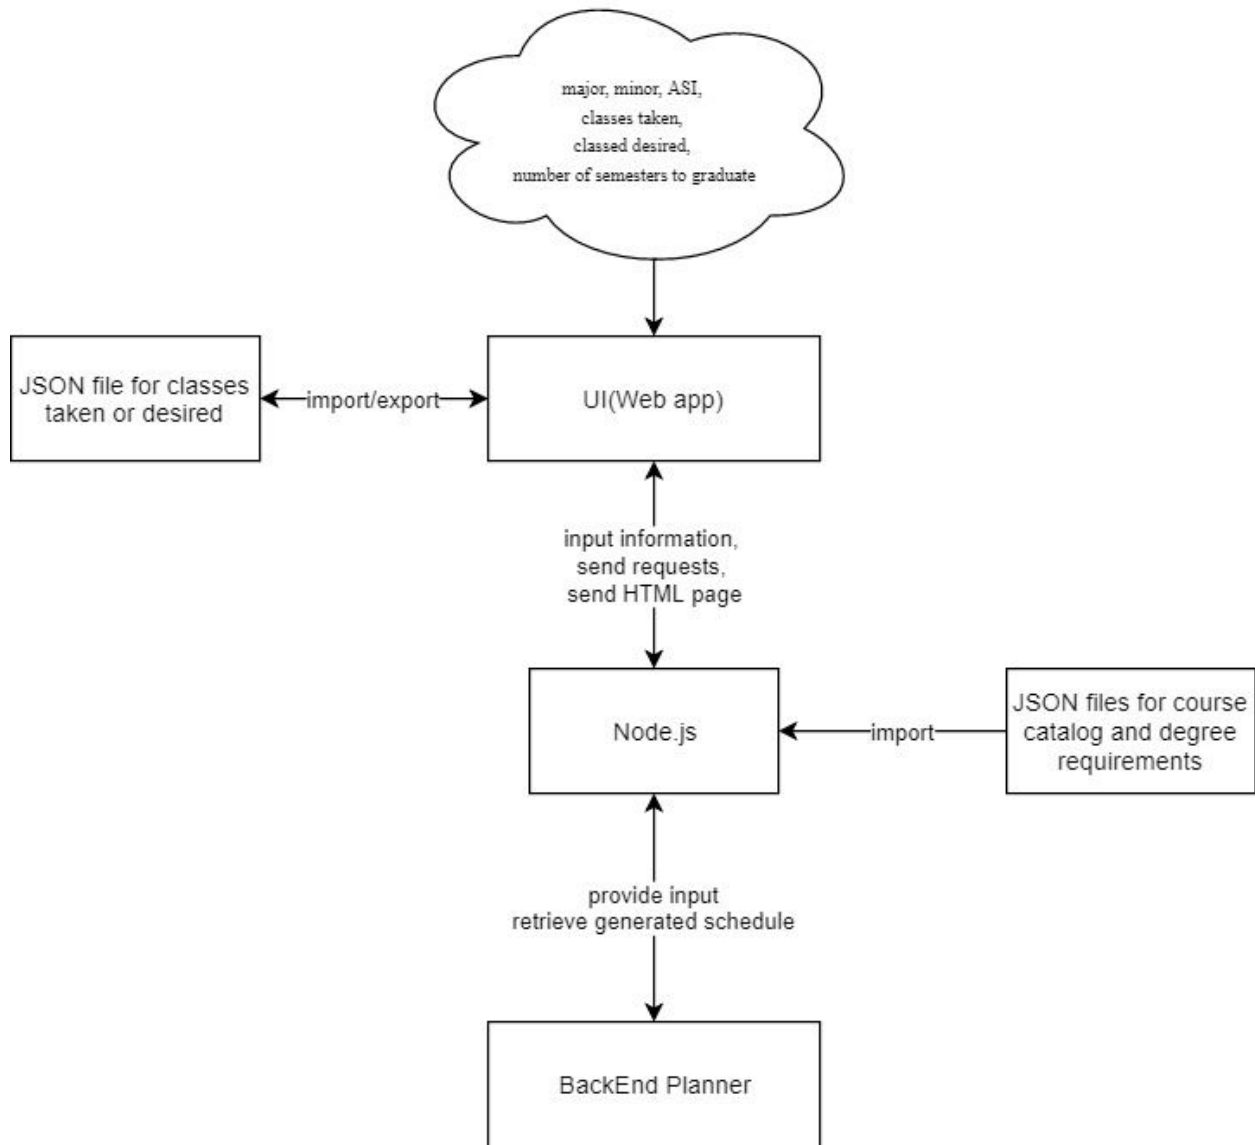 major, minor, ASI,
classes taken,
classed desired,
number of semesters to graduate
JSON file for classes
taken or desired
import/export
UI(Web app)
input information,
send requests,
send HTML page
Node.js
import
JSON files for course
catalog and degree
requirements
provide input
retrieve generated schedule
BackEnd Planner